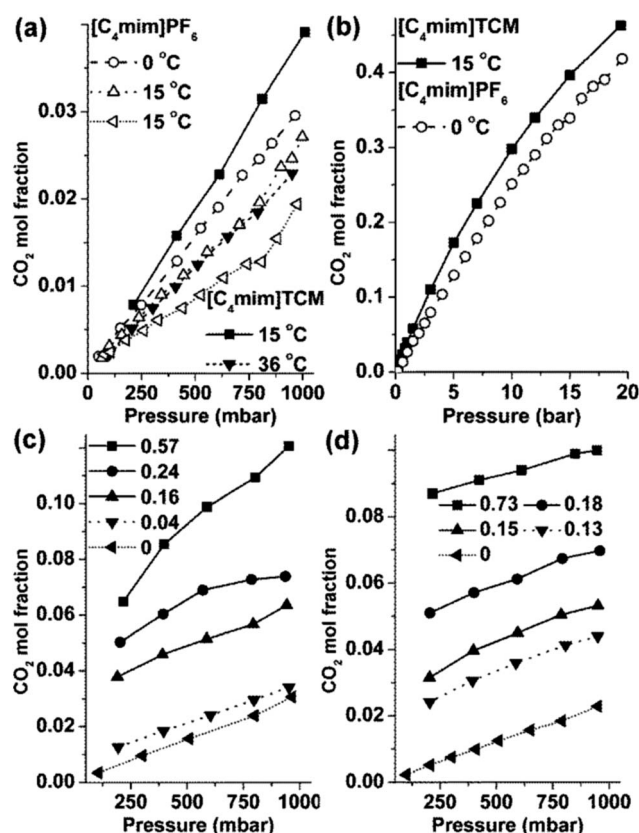 (a)
[C₄mim]PF₆
0 °C
15 °C
15 °C
[C₄mim]TCM
15 °C
36 °C
0.03
0.02
0.01
0.00
CO₂ mol fraction
0 250 500 750 1000
Pressure (mbar)
(b)
[C₄mim]TCM
15 °C
[C₄mim]PF₆
0 °C
0.4
0.3
0.2
0.1
0.0
CO₂ mol fraction
0 5 10 15 20
Pressure (bar)
(c)
0.57
0.24
0.16
0.04
0
0.10
0.08
0.06
0.04
0.02
0.00
CO₂ mol fraction
250 500 750 1000
Pressure (mbar)
(d)
0.73 0.18
0.15 0.13
0
0.10
0.08
0.06
0.04
0.02
0.00
CO₂ mol fraction
250 500 750 1000
Pressure (mbar)